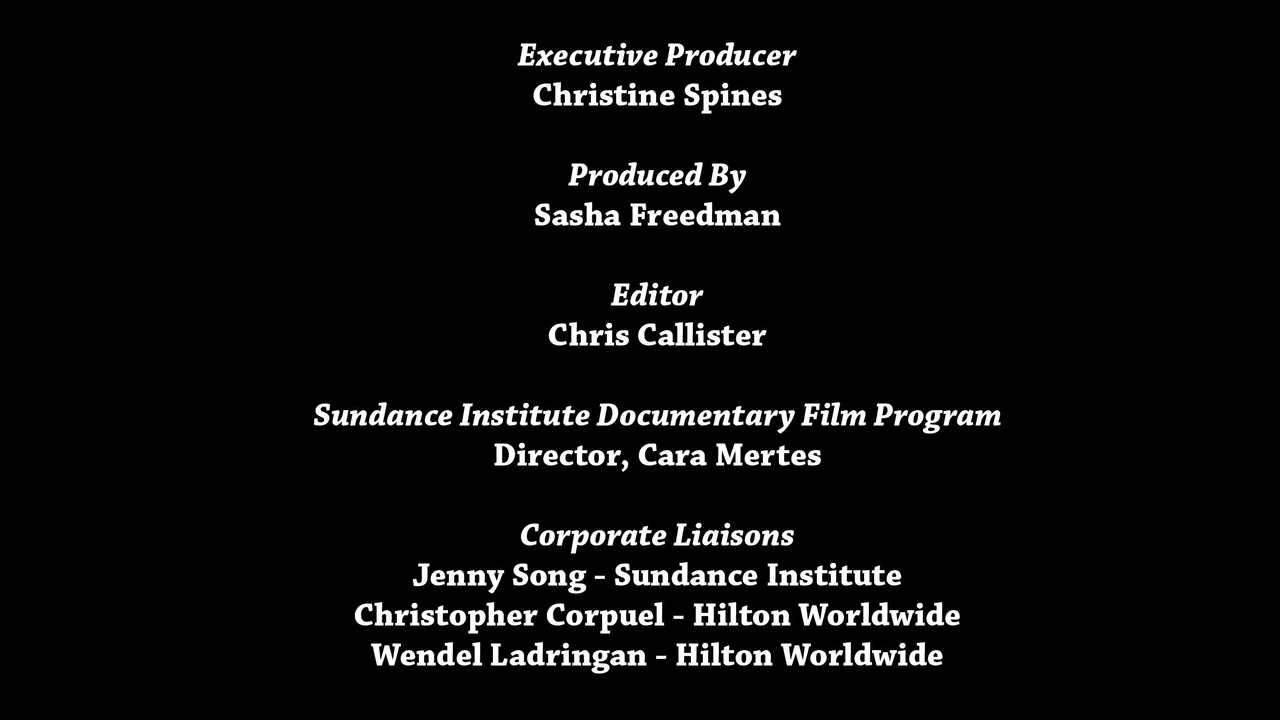 Executive Producer
Christine Spines
Produced By
Sasha Freedman
Editor
Chris Callister
Sundance Institute Documentary Film Program
Director, Cara Mertes
Corporate Liaisons
Jenny Song - Sundance Institute
Christopher Corpuel - Hilton Worldwide
Wendel Ladringan - Hilton Worldwide